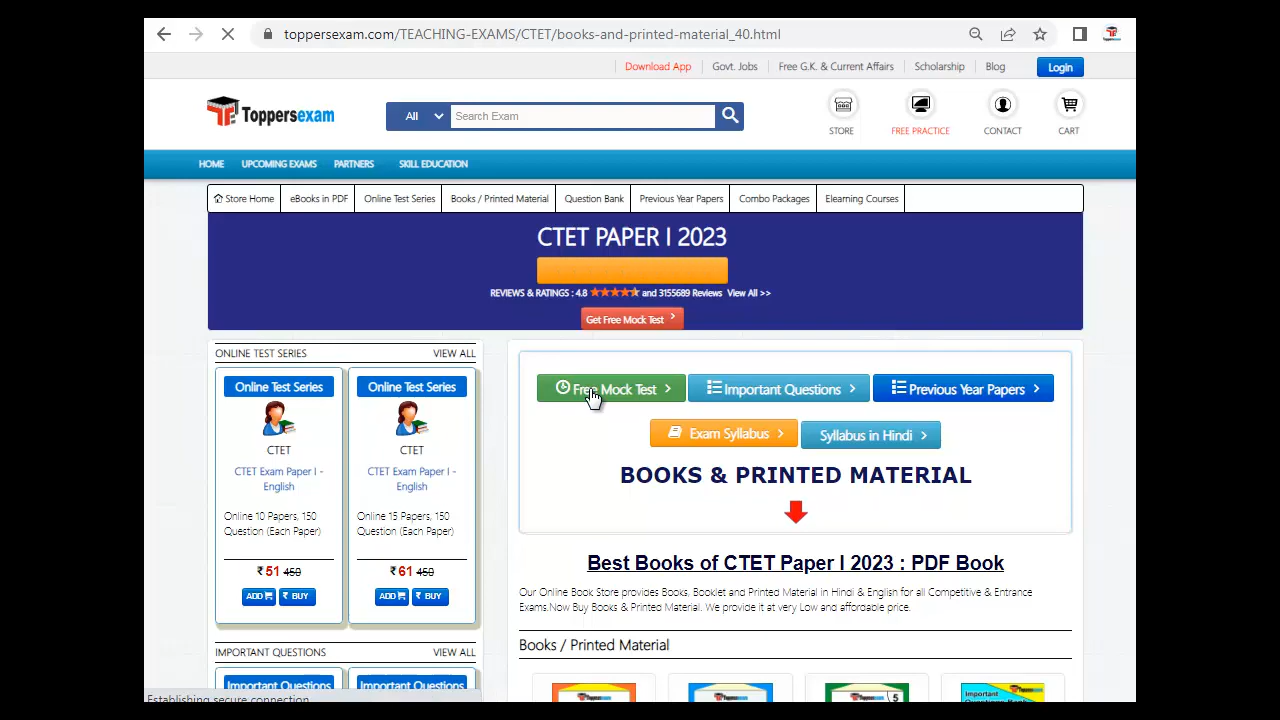 toppersexam.com/TEACHING-EXAMS/CTET/books-and-printed-material_40.html
Download App Govt. Jobs Free G.K. & Current Affairs Scholarship Blog Login
Toppersexam
All
Search Exam
STORE FREE PRACTICE CONTACT CART
HOME UPCOMING EXAMS PARTNERS SKILL EDUCATION
Store Home eBooks in PDF Online Test Series Books / Printed Material Question Bank Previous Year Papers Combo Packages Elearning Courses
CTET PAPER I 2023
REVIEWS & RATINGS : 4.8 and 3155689 Reviews View All >>
Get Free Mock Test >
ONLINE TEST SERIES VIEW ALL
Online Test Series
CTET
CTET Exam Paper I -
English
Online 10 Papers, 150
Question (Each Paper)
₹ 51 450
ADD ₹ BUY
Online Test Series
CTET
CTET Exam Paper I -
English
Online 15 Papers, 150
Question (Each Paper)
₹ 61 450
ADD ₹ BUY
IMPORTANT QUESTIONS VIEW ALL
Important Questions Important Questions
Free Mock Test > Important Questions > Previous Year Papers >
Exam Syllabus > Syllabus in Hindi >
BOOKS & PRINTED MATERIAL
Best Books of CTET Paper I 2023 : PDF Book
Our Online Book Store provides Books, Booklet and Printed Material in Hindi & English for all Competitive & Entrance
Exams.Now Buy Books & Printed Material. We provide it at very Low and affordable price.
Books / Printed Material
5
Important
Establishing secure connection